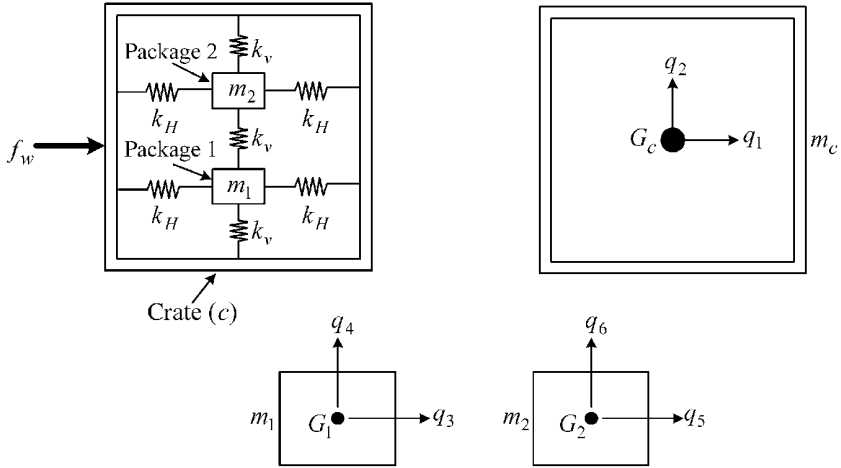 Package 2
k_v
m_2
k_H
k_H
f_w
k_v
Package 1
m_1
k_H
k_H
k_v
Crate (c)
q_2
G_c
q_1
m_c
q_4
m_1
G_1
q_3
q_6
m_2
G_2
q_5